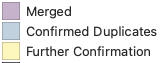 Merged
Confirmed Duplicates
Further Confirmation